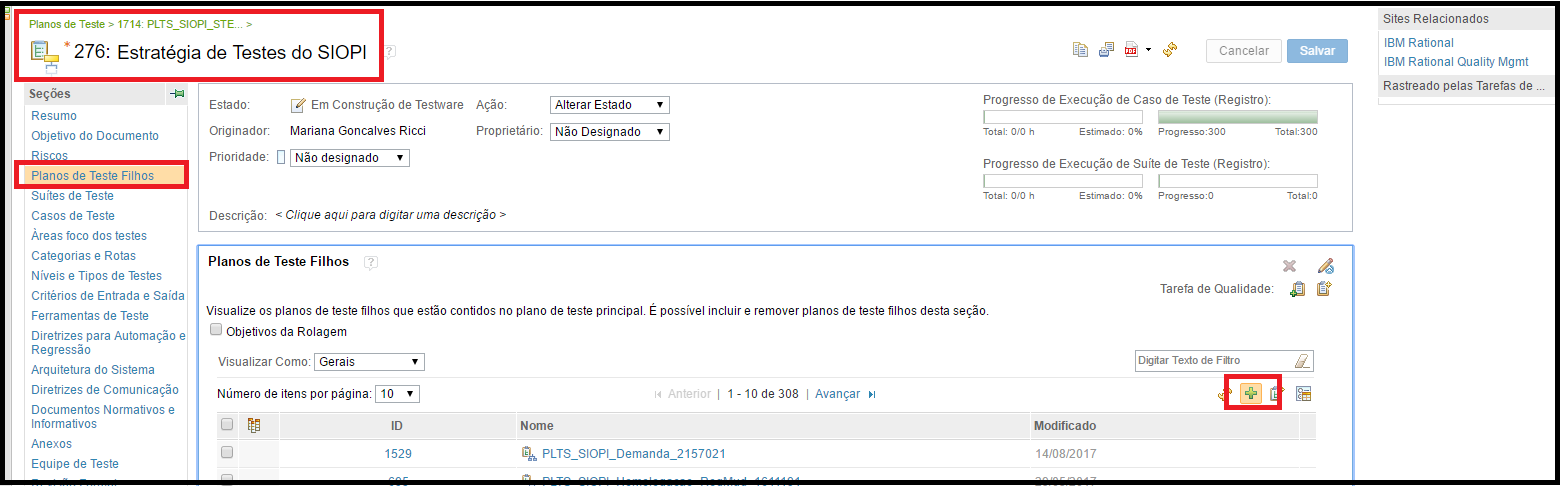 Planos de Teste > 1714: PLTS_SIOPI_STE... >
* 276: Estratégia de Testes do SIOPI ?
Cancelar Salvar
Sites Relacionados
IBM Rational
IBM Rational Quality Mgmt
Rastreado pelas Tarefas de ...
Seções
Resumo
Objetivo do Documento
Riscos
Planos de Teste Filhos
Suítes de Teste
Casos de Teste
Áreas foco dos testes
Categorias e Rotas
Níveis e Tipos de Testes
Critérios de Entrada e Saída
Ferramentas de Teste
Diretrizes para Automação e
Regressão
Arquitetura do Sistema
Diretrizes de Comunicação
Documentos Normativos e
Informativos
Anexos
Equipe de Teste
Estado: Em Construção de Testware Ação: Alterar Estado
Originador: Mariana Goncalves Ricci Proprietário: Não Designado
Prioridade: Não designado
Descrição: < Clique aqui para digitar uma descrição >
Progresso de Execução de Caso de Teste (Registro):
Total: 0/0 h Estimado: 0% Progresso:300 Total:300
Progresso de Execução de Suíte de Teste (Registro):
Total: 0/0 h Estimado: 0% Progresso:0 Total:0
Planos de Teste Filhos ?
Tarefa de Qualidade:
Visualize os planos de teste filhos que estão contidos no plano de teste principal. É possível incluir e remover planos de teste filhos desta seção.
Objetivos da Rolagem
Visualizar Como: Gerais
Digitar Texto de Filtro
Número de itens por página: 10
Anterior | 1 - 10 de 308 | Avançar
ID Nome Modificado
1529 PLTS_SIOPI_Demanda_2157021 14/08/2017